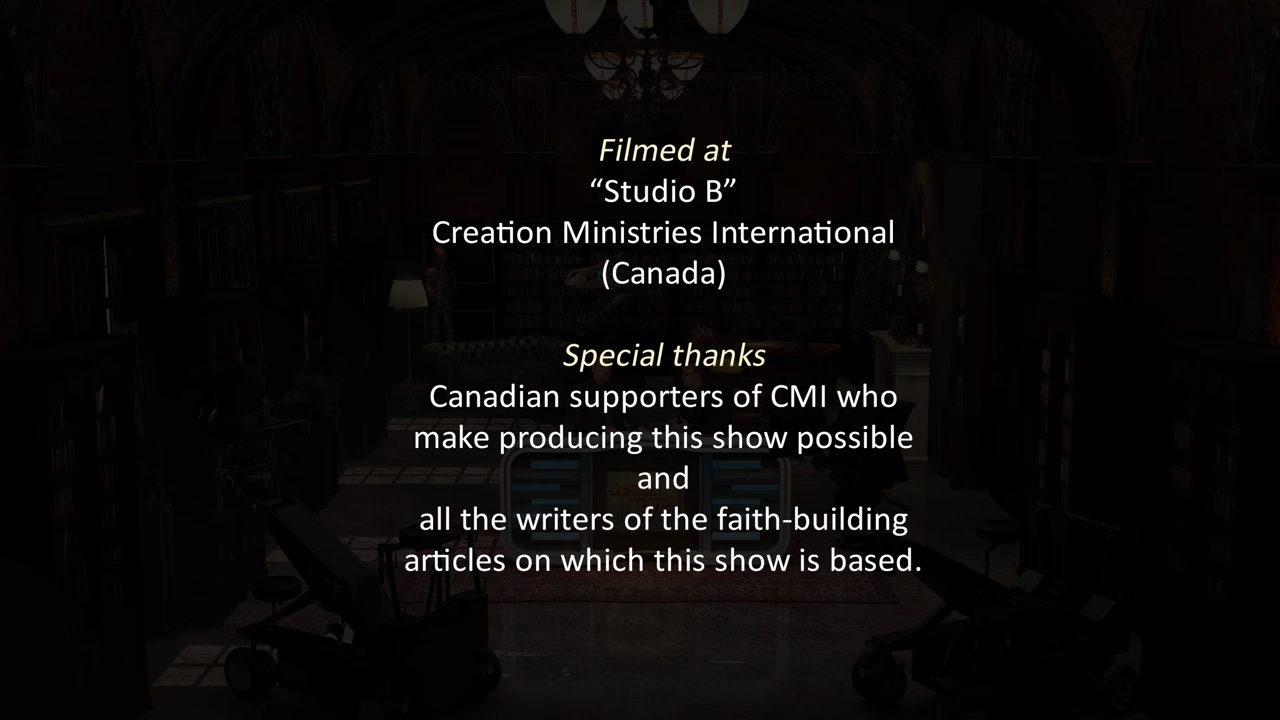 Filmed at
“Studio B”
Creation Ministries International
(Canada)
Special thanks
Canadian supporters of CMI who
make producing this show possible
and
all the writers of the faith-building
articles on which this show is based.